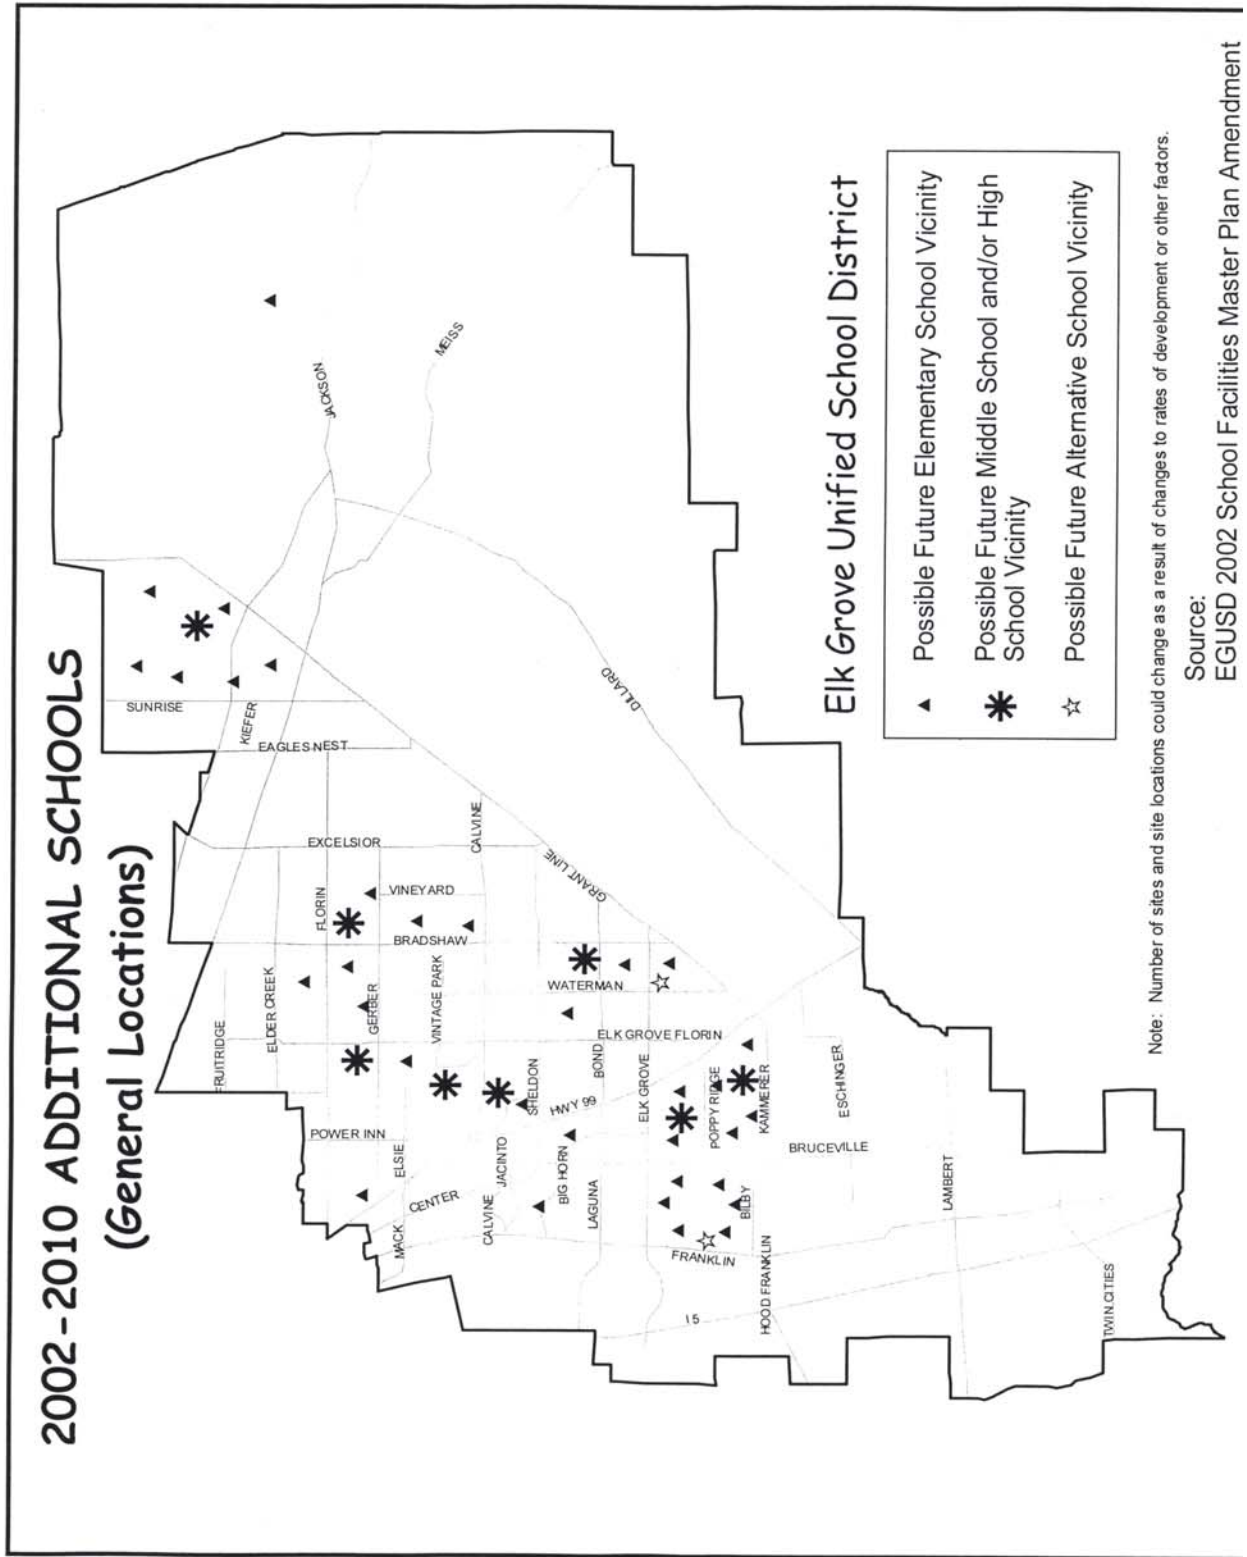 2002-2010 ADDITIONAL SCHOOLS
(General Locations)
SUNRISE
KIEFER
EAGLES NEST
JACKSON
MEISS
EXCELSIOR
FLORIN
VINEYARD
CALVINE
GRANT LINE
DILLARD
BRADSHAW
FRUITRIDGE
ELDER CREEK
GERBER
VINTAGE PARK
WATERMAN
ELK GROVE FLORIN
POWER INN
ELSIE
CENTER
MACK
CALVINE
JACINTO
SHELDON
HWY 99
BIG HORN
BOND
LAGUNA
ELK GROVE
POPPY RIDGE
KAMMERER
ESCHINGER
BRUCEVILLE
BILBY
FRANKLIN
HOOD FRANKLIN
LAMBERT
I 5
TWIN CITIES
Elk Grove Unified School District
Possible Future Elementary School Vicinity
Possible Future Middle School and/or High
School Vicinity
Possible Future Alternative School Vicinity
Note: Number of sites and site locations could change as a result of changes to rates of development or other factors.
Source:
EGUSD 2002 School Facilities Master Plan Amendment